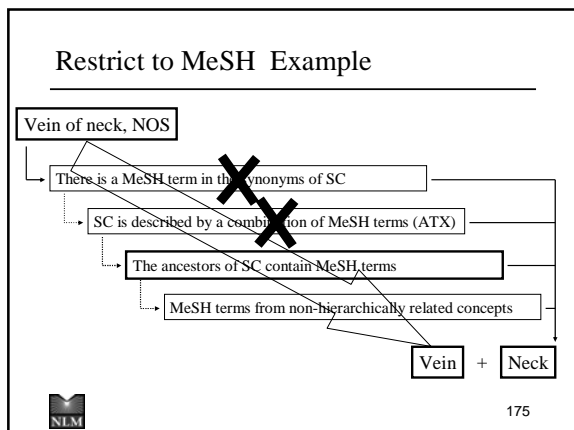 Restrict to MeSH Example
Vein of neck, NOS
There is a MeSH term in the synonyms of SC
SC is described by a combination of MeSH terms (ATX)
The ancestors of SC contain MeSH terms
MeSH terms from non-hierarchically related concepts
Vein + Neck
NLM
175